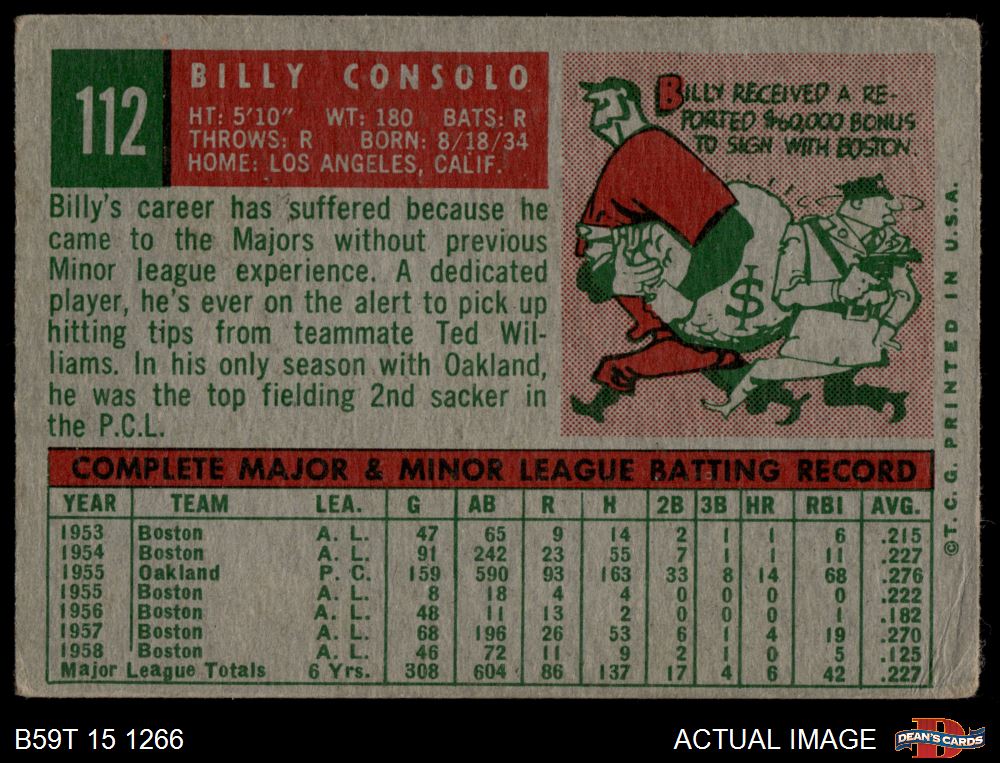 112
BILLY CONSOLO
HT: 5'10" WT: 180 BATS: R
THROWS: R BORN: 8/18/34
HOME: LOS ANGELES, CALIF.
BILLY RECEIVED A RE-
PORTED $60,000 BONUS
TO SIGN WITH BOSTON.
$
Billy's career has suffered because he
came to the Majors without previous
Minor league experience. A dedicated
player, he's ever on the alert to pick up
hitting tips from teammate Ted Wil-
liams. In his only season with Oakland,
he was the top fielding 2nd sacker in
the P.C.L.
COMPLETE MAJOR & MINOR LEAGUE BATTING RECORD
YEAR TEAM LEA. G AB R H 2B 3B HR RBI AVG.
1953 Boston A. L. 47 65 9 14 2 1 1 6 .215
1954 Boston A. L. 91 242 23 55 7 1 1 11 .227
1955 Oakland P. C. 159 590 93 163 33 8 14 68 .276
1955 Boston A. L. 8 18 4 4 0 0 0 0 .222
1956 Boston A. L. 48 11 13 2 0 0 0 1 .182
1957 Boston A. L. 68 196 26 53 6 1 4 19 .270
1958 Boston A. L. 46 72 11 9 2 1 0 5 .125
Major League Totals 6 Yrs. 308 604 86 137 17 4 6 42 .227
©T. C. G. PRINTED IN U.S.A.
B59T 15 1266
ACTUAL IMAGE
DEAN'S CARDS